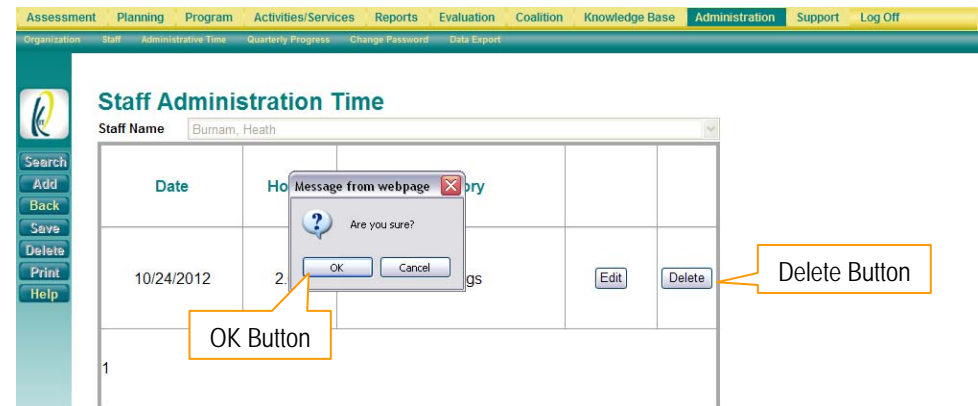 Assessment Planning Program Activities/Services Reports Evaluation Coalition Knowledge Base Administration Support Log Off
Organization Staff Administrative Time Quarterly Progress Change Password Data Export
Staff Administration Time
Staff Name Burnam, Heath
Search
Add
Back
Save
Delete
Print
Help
Date Ho ory
Message from webpage
Are you sure?
OK Cancel
10/24/2012 2. gs Edit Delete
Delete Button
OK Button
1